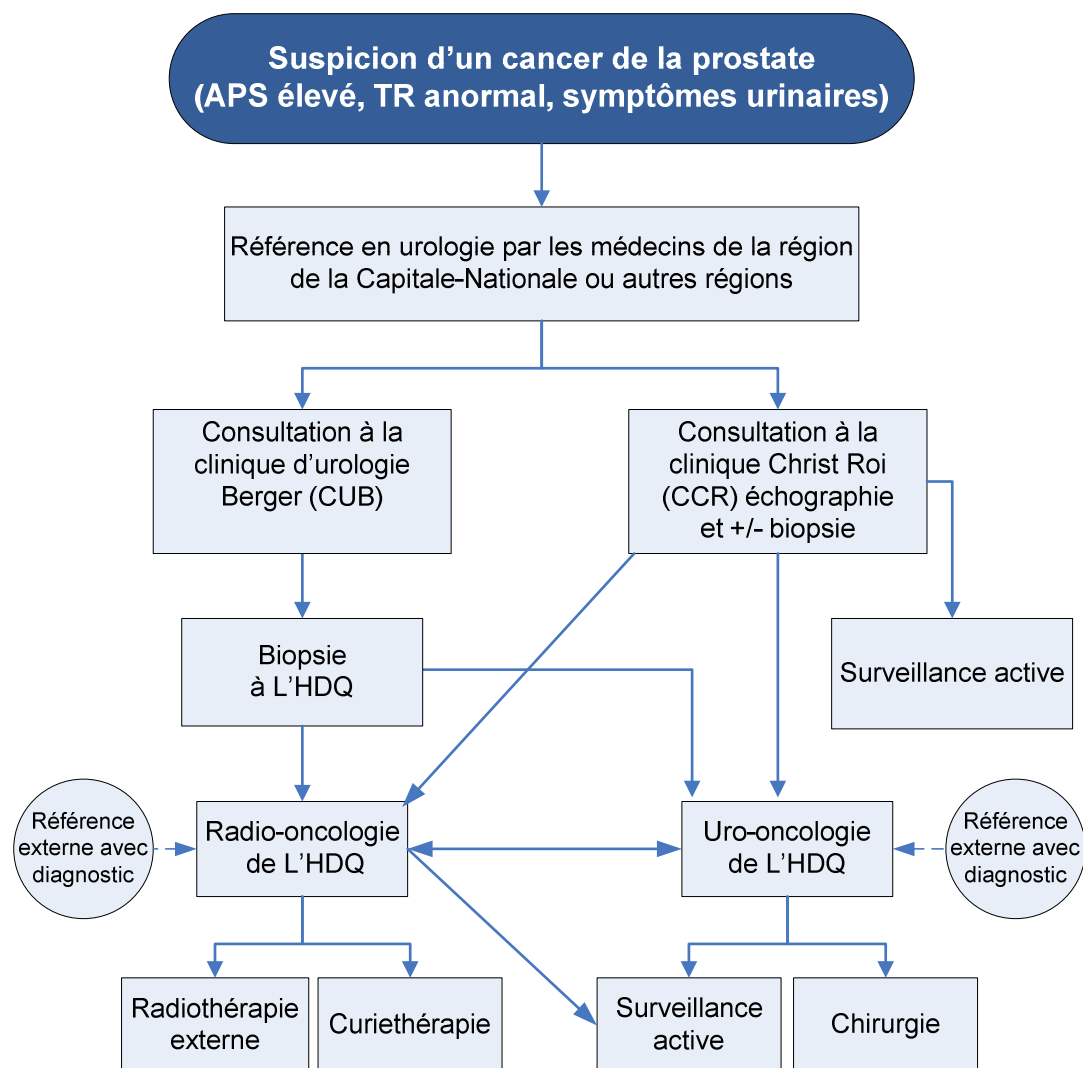 Suspicion d’un cancer de la prostate
(APS élevé, TR anormal, symptômes urinaires)
Référence en urologie par les médecins de la région
de la Capitale-Nationale ou autres régions
Consultation à la
clinique d’urologie
Berger (CUB)
Consultation à la
clinique Christ Roi
(CCR) échographie
et +/- biopsie
Biopsie
à L’HDQ
Surveillance active
Référence
externe avec
diagnostic
Radio-oncologie
de L’HDQ
Uro-oncologie
de L’HDQ
Référence
externe avec
diagnostic
Radiothérapie
externe
Curiethérapie
Surveillance
active
Chirurgie